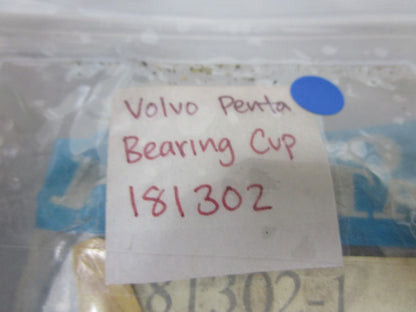 Volvo Penta
Bearing Cup
181302
81302-1